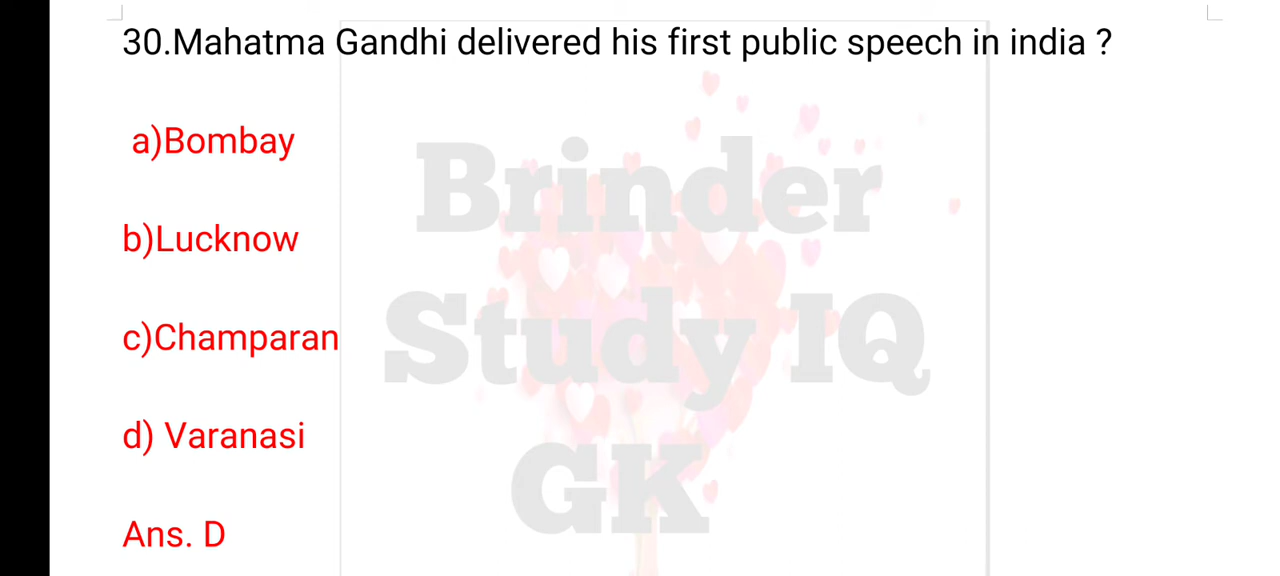 30.Mahatma Gandhi delivered his first public speech in india ?
a)Bombay
b)Lucknow
c)Champaran
d) Varanasi
Ans. D
Brinder
Study IQ
GK